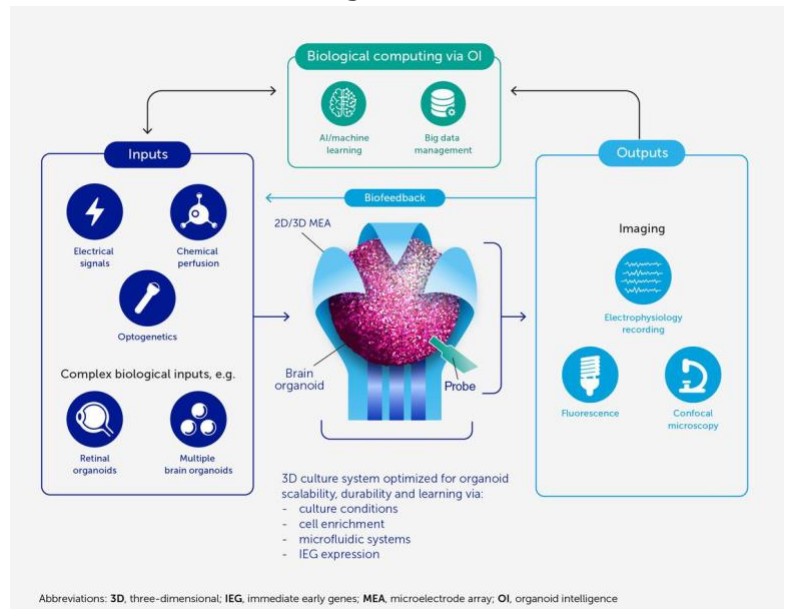 Biological computing via OI
AI/machine
learning
Big data
management
Inputs
Electrical
signals
Chemical
perfusion
Optogenetics
Complex biological inputs, e.g.
Retinal
organoids
Multiple
brain organoids
Biofeedback
2D/3D MEA
Brain
organoid
Probe
3D culture system optimized for organoid
scalability, durability and learning via:
- culture conditions
- cell enrichment
- microfluidic systems
- IEG expression
Outputs
Imaging
Electrophysiology
recording
Fluorescence
Confocal
microscopy
Abbreviations: 3D, three-dimensional; IEG, immediate early genes; MEA, microelectrode array; OI, organoid intelligence